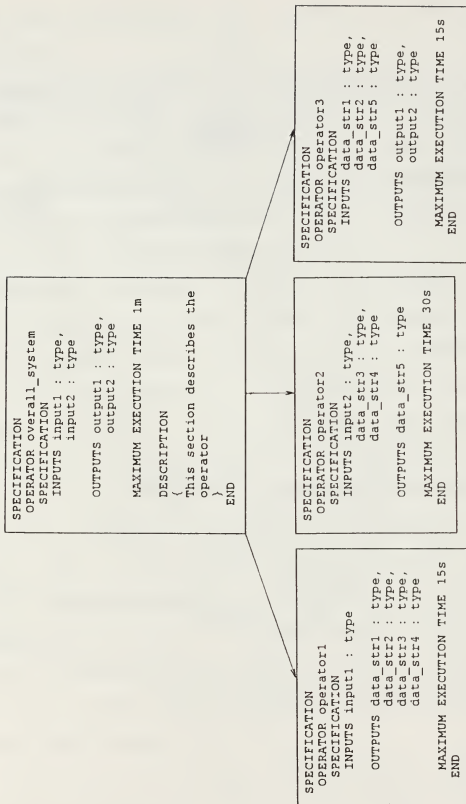 SPECIFICATION
OPERATOR overall_system
SPECIFICATION
INPUTS input1 : type,
input2 : type
OUTPUTS output1 : type,
output2 : type
MAXIMUM EXECUTION TIME 1m
DESCRIPTION
{
This section describes the
operator
}
END
SPECIFICATION
OPERATOR operator1
SPECIFICATION
INPUTS input1 : type
OUTPUTS data_str1 : type,
data_str2 : type,
data_str3 : type,
data_str4 : type
MAXIMUM EXECUTION TIME 15s
END
SPECIFICATION
OPERATOR operator2
SPECIFICATION
INPUTS input2 : type,
data_str3 : type,
data_str4 : type
OUTPUTS data_str5 : type
MAXIMUM EXECUTION TIME 30s
END
SPECIFICATION
OPERATOR operator3
SPECIFICATION
INPUTS data_str1 : type,
data_str2 : type,
data_str5 : type
OUTPUTS output1 : type,
output2 : type,
MAXIMUM EXECUTION TIME 15s
END